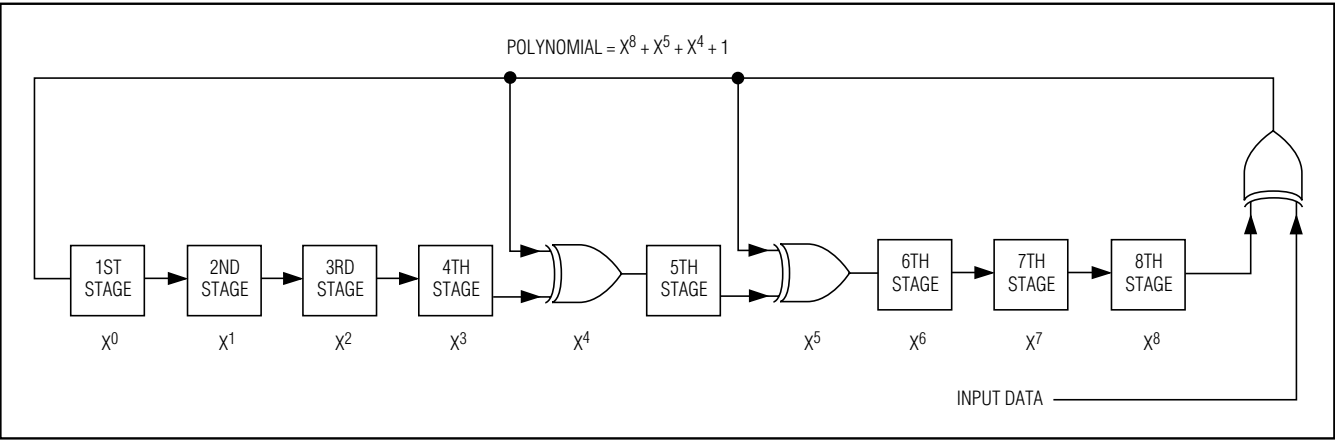 POLYNOMIAL = X⁸ + X⁵ + X⁴ + 1
1ST
STAGE
2ND
STAGE
3RD
STAGE
4TH
STAGE
5TH
STAGE
6TH
STAGE
7TH
STAGE
8TH
STAGE
X⁰ X¹ X² X³ X⁴ X⁵ X⁶ X⁷ X⁸
INPUT DATA